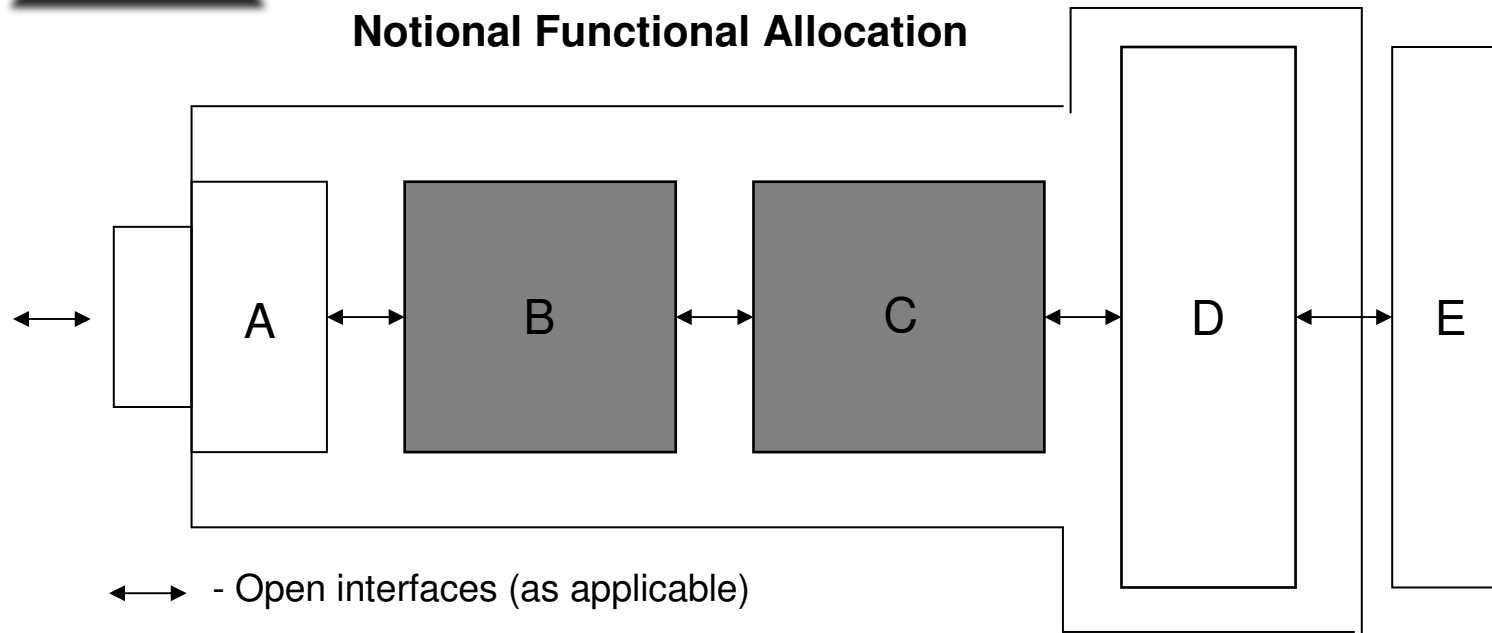 Notional Functional Allocation
A B C D E
- Open interfaces (as applicable)